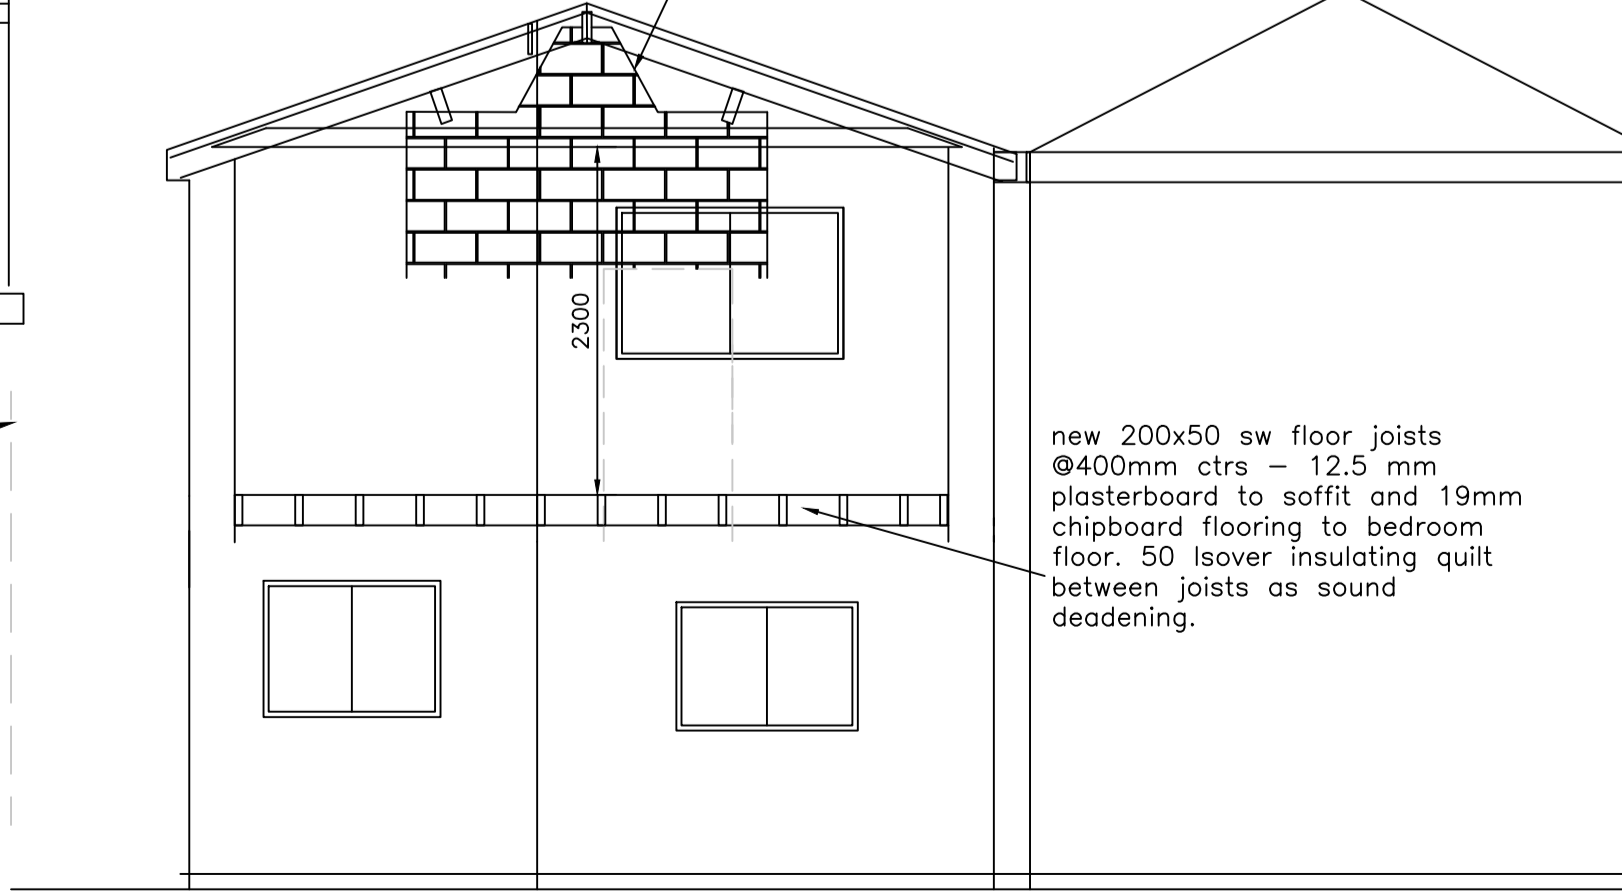 2300
new 200x50 sw floor joists
@400mm ctrs – 12.5 mm
plasterboard to soffit and 19mm
chipboard flooring to bedroom
floor. 50 Isover insulating quilt
between joists as sound
deadening.